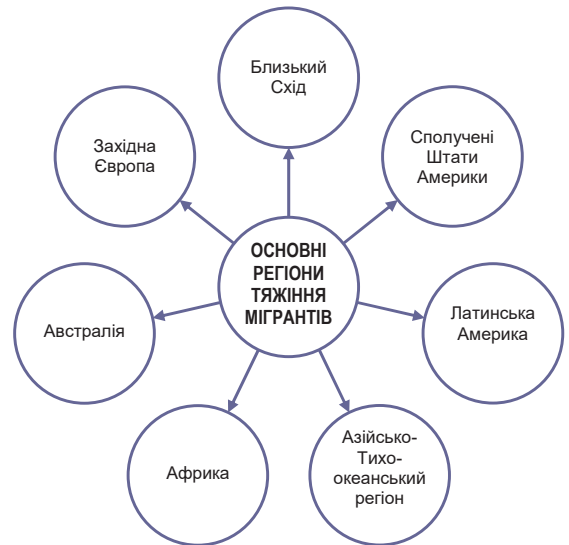 Близький
Схід
Західна
Європа
Сполучені
Штати
Америки
ОСНОВНІ
РЕГІОНИ
ТЯЖІННЯ
МІГРАНТІВ
Австралія
Латинська
Америка
Африка
Азійсько-
Тихо-
океанський
регіон